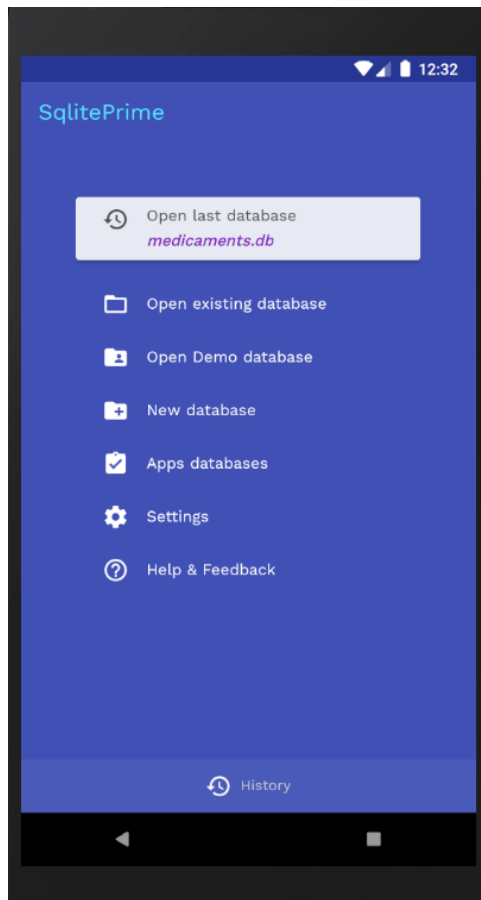 12:32
SqlitePrime
Open last database
medicaments.db
Open existing database
Open Demo database
New database
Apps databases
Settings
Help & Feedback
History